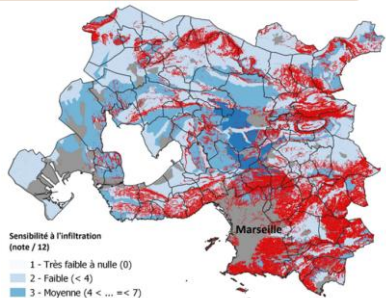 Marseille
Sensibilité à l'infiltration
(note / 12)
1 - Très faible à nulle (0)
2 - Faible (< 4)
3 - Moyenne (4 < ... =< 7)